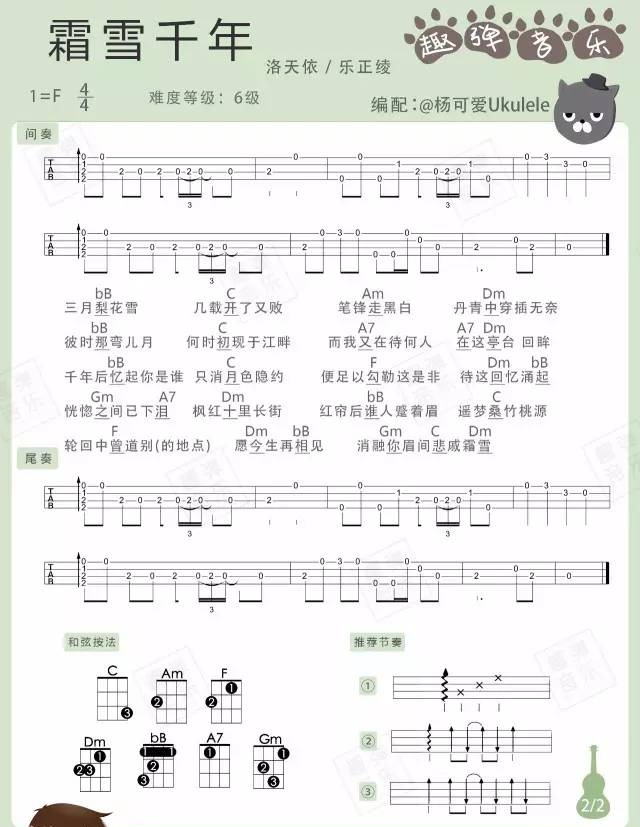 霜雪千年
趣弹音乐
洛天依 / 乐正绫
1=F 4/4 难度等级：6级 编配：@杨可爱Ukulele
间奏
bB C Am Dm
三月梨花雪 几载开了又败 笔锋走黑白 丹青中穿插无奈
bB C A7 A7 Dm
彼时那弯儿月 何时初现于江畔 而我又在待何人 在这亭台 回眸
bB C F Dm bB
千年后忆起你是谁 只消月色隐约 便足以勾勒这是非 待这回忆涌起
Gm A7 Dm bB C
恍惚之间已下泪 枫红十里长街 红帘后谁人蹙着眉 遥梦桑竹桃源
F Dm bB Gm C Dm
轮回中曾道别(的地点) 愿今生再相见 消融你眉间悲戚霜雪
尾奏
和弦按法 推荐节奏
C Am F
Dm bB A7 Gm
①
②
③
2/2